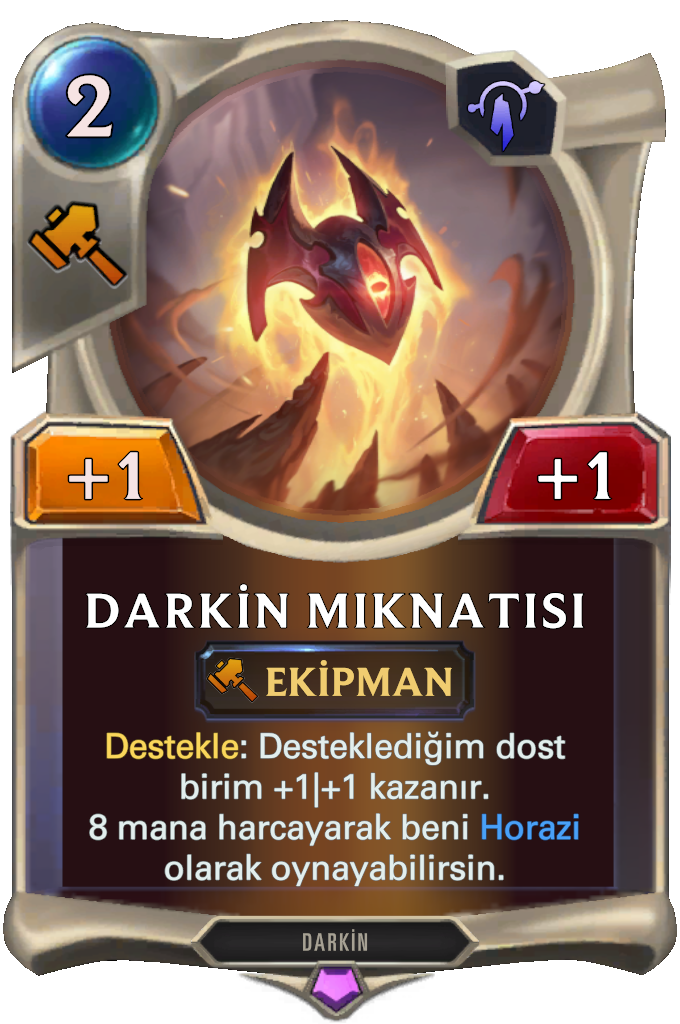 2
+1
+1
DARKİN MIKNATISI
EKİPMAN
Destekle: Desteklediğim dost
birim +1|+1 kazanır.
8 mana harcayarak beni Horazi
olarak oynayabilirsin.
DARKİN